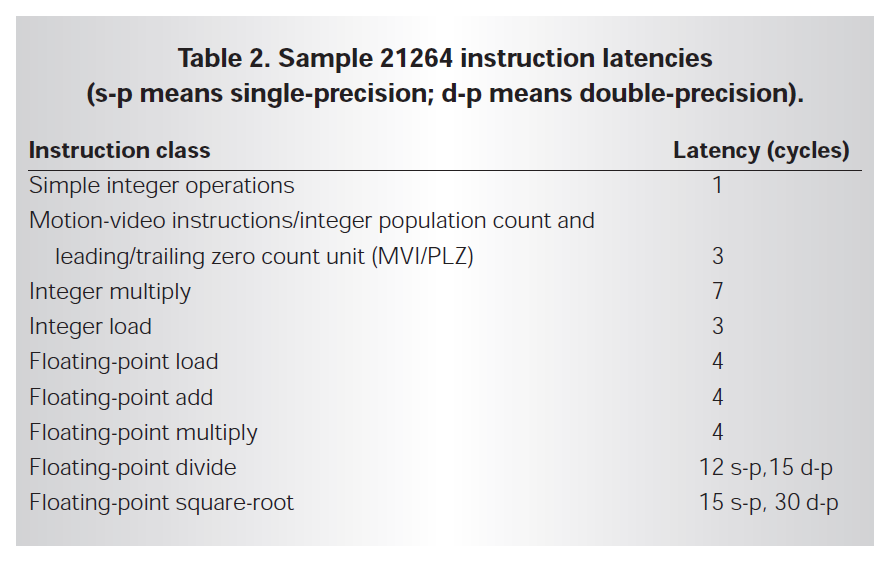 Table 2. Sample 21264 instruction latencies
(s-p means single-precision; d-p means double-precision).
Instruction class Latency (cycles)
Simple integer operations 1
Motion-video instructions/integer population count and
leading/trailing zero count unit (MVI/PLZ) 3
Integer multiply 7
Integer load 3
Floating-point load 4
Floating-point add 4
Floating-point multiply 4
Floating-point divide 12 s-p,15 d-p
Floating-point square-root 15 s-p, 30 d-p